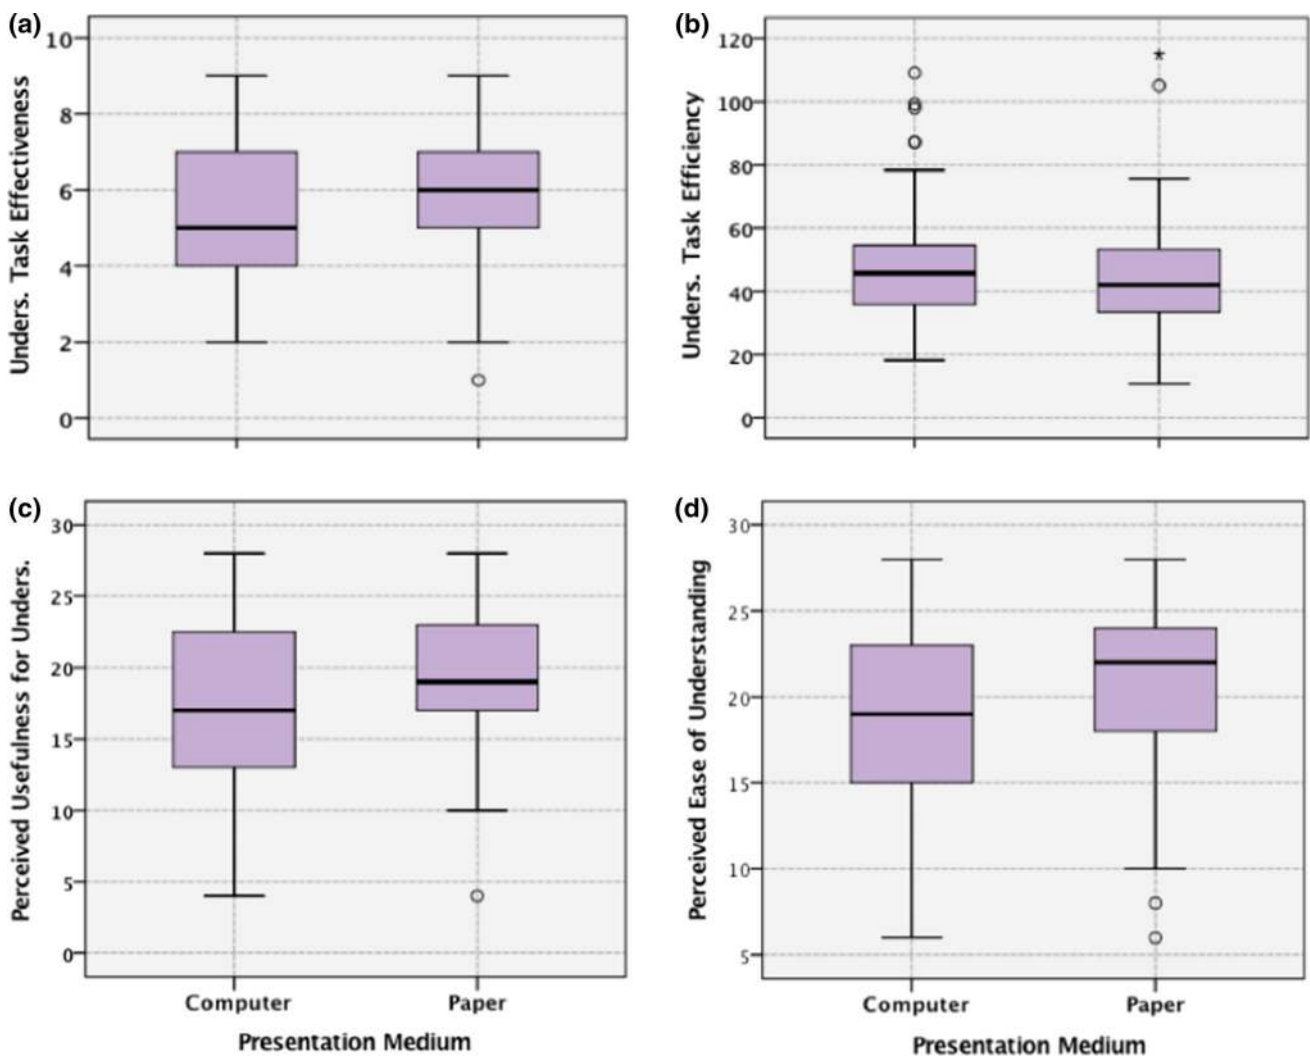 (a)
Unders. Task Effectiveness
10
8
6
4
2
0
(b)
Unders. Task Efficiency
120
100
80
60
40
20
0
(c)
Perceived Usefulness for Unders.
30
25
20
15
10
5
0
Computer Paper
Presentation Medium
(d)
Perceived Ease of Understanding
30
25
20
15
10
5
Computer Paper
Presentation Medium